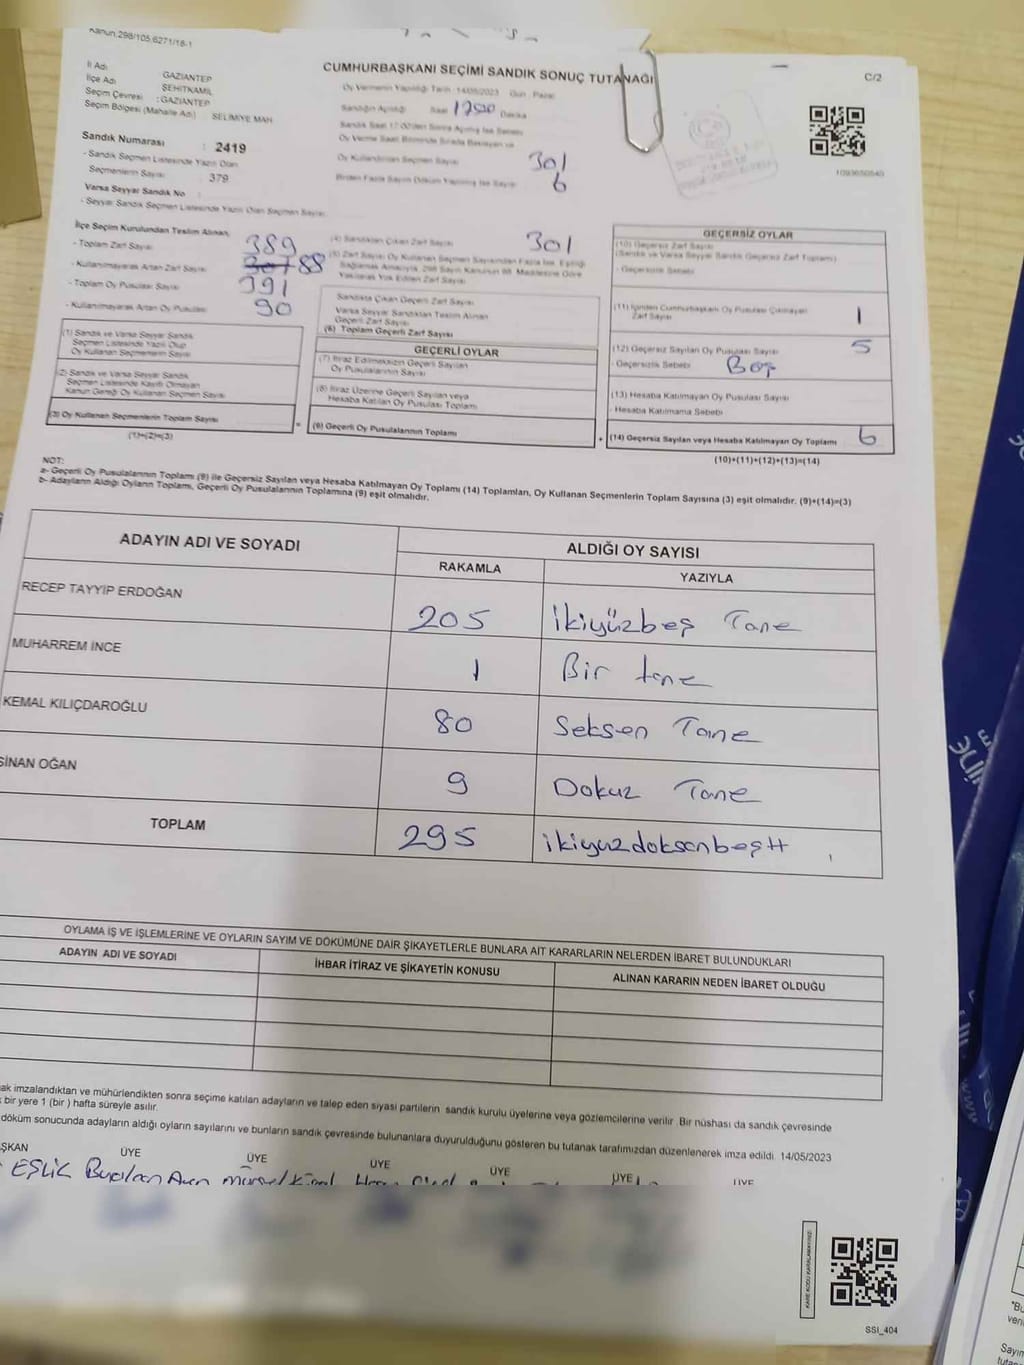 Kanun.298/105,6271/18-1
CUMHURBAŞKANI SEÇİMİ SANDIK SONUÇ TUTANAĞI
C/2
İl Adı GAZİANTEP
İlçe Adı ŞEHİTKAMİL
Seçim Çevresi : GAZİANTEP
Seçim Bölgesi (Mahalle Adı) SELİMİYE MAH
Oy Vermenin Yapıldığı Tarih :14/05/2023 Gün : Pazar
Sandığın Açıldığı Saat 1700 Dakika
Sandık Saat 17:00'den Sonra Açılmış İse Sebebi
Oy Verme Saat Bitiminde Sırada Bekleyen ve
Oy Kullandırılan Seçmen Sayısı 301
Birden Fazla Sayım Döküm Yapılmış İse Sayısı 6
Sandık Numarası : 2419
- Sandık Seçmen Listesinde Yazılı Olan
Seçmenlerin Sayısı : 379
Varsa Seyyar Sandık No :
- Seyyar Sandık Seçmen Listesinde Yazılı Olan Seçmen Sayısı
İlçe Seçim Kurulundan Teslim Alınan,
- Toplam Zarf Sayısı 389
- Kullanılmayarak Artan Zarf Sayısı 301 88
- Toplam Oy Pusulası Sayısı 391
- Kullanılmayarak Artan Oy Pusulası 90
(1) Sandık ve Varsa Seyyar Sandık
Seçmen Listesinde Yazılı Olup
Oy Kullanan Seçmenlerin Sayısı
(2) Sandık ve Varsa Seyyar Sandık
Seçmen Listesinde Kayıtlı Olmayan
Kanun Gereği Oy Kullanan Seçmen Sayısı
(3) Oy Kullanan Seçmenlerin Toplam Sayısı
(1)+(2)=(3)
(4) Sandıktan Çıkan Zarf Sayısı 301
(5) Zarf Sayısı Oy Kullanan Seçmen Sayısından Fazla İse, Eşitliği
Sağlamak Amacıyla, 298 Sayılı Kanunun 98. Maddesine Göre
Yakılarak Yok Edilen Zarf Sayısı
Sandıkta Çıkan Geçerli Zarf Sayısı
Varsa Seyyar Sandıktan Teslim Alınan
Geçerli Zarf Sayısı
(6) Toplam Geçerli Zarf Sayısı
GEÇERLİ OYLAR
(7) İtiraz Edilmeksizin Geçerli Sayılan
Oy Pusulalarının Sayısı
(8) İtiraz Üzerine Geçerli Sayılan veya
Hesaba Katılan Oy Pusulası Toplamı
(9) Geçerli Oy Pusulalarının Toplamı
1093650540
GEÇERSİZ OYLAR
(10) Geçersiz Zarf Sayısı
(Sandık ve Varsa Seyyar Sandık Geçersiz Zarf Toplamı)
- Geçersizlik Sebebi
(11) İçinden Cumhurbaşkanı Oy Pusulası Çıkmayan
Zarf Sayısı 1
(12) Geçersiz Sayılan Oy Pusulası Sayısı 5
- Geçersizlik Sebebi Boş
(13) Hesaba Katılmayan Oy Pusulası Sayısı
- Hesaba Katılmama Sebebi
(14) Geçersiz Sayılan veya Hesaba Katılmayan Oy Toplamı 6
(10)+(11)+(12)+(13)=(14)
NOT:
a- Geçerli Oy Pusulalarının Toplamı (9) ile Geçersiz Sayılan veya Hesaba Katılmayan Oy Toplamı (14) Toplamları, Oy Kullanan Seçmenlerin Toplam Sayısına (3) eşit olmalıdır. (9)+(14)=(3)
b- Adayların Aldığı Oyların Toplamı, Geçerli Oy Pusulalarının Toplamına (9) eşit olmalıdır.
ADAYIN ADI VE SOYADI ALDIĞI OY SAYISI
RAKAMLA YAZIYLA
RECEP TAYYİP ERDOĞAN 205 ikiyüzbeş Tane
MUHARREM İNCE 1 Bir tane
KEMAL KILIÇDAROĞLU 80 Seksen Tane
SİNAN OĞAN 9 Dokuz Tane
TOPLAM 295 ikiyuzdoksanbeş
OYLAMA İŞ VE İŞLEMLERİNE VE OYLARIN SAYIM VE DÖKÜMÜNE DAİR ŞİKAYETLERLE BUNLARA AİT KARARLARIN NELERDEN İBARET BULUNDUKLARI
ADAYIN ADI VE SOYADI İHBAR İTİRAZ VE ŞİKAYETİN KONUSU ALINAN KARARIN NEDEN İBARET OLDUĞU
imzalandıktan ve mühürlendikten sonra seçime katılan adayların ve talep eden siyasi partilerin sandık kurulu üyelerine veya gözlemcilerine verilir .Bir nüshası da sandık çevresinde
bir yere 1 (bir ) hafta süreyle asılır.
döküm sonucunda adayların aldığı oyların sayılarını ve bunların sandık çevresinde bulunanlara duyurulduğunu gösteren bu tutanak tarafımızdan düzenlenerek imza edildi. 14/05/2023
ÜYE ÜYE ÜYE ÜYE ÜYE ÜYE
KARE KODU KARALAMAYINIZ!
SSİ_404